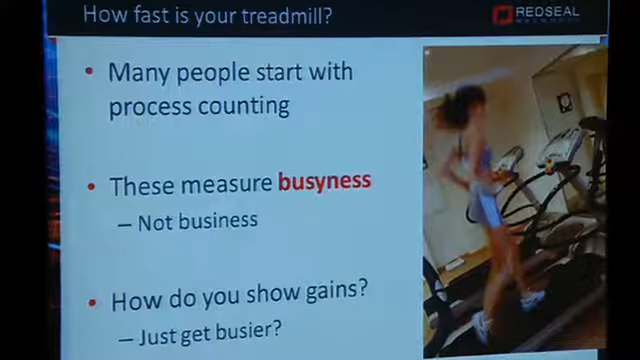 How fast is your treadmill?
REDSEAL
• Many people start with
process counting
• These measure busyness
– Not business
• How do you show gains?
– Just get busier?